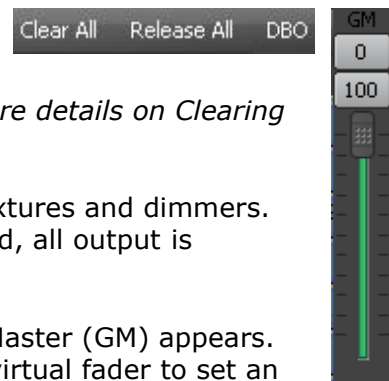 Clear All Release All DBO
GM
0
100
re details on Clearing
xtures and dimmers.
d, all output is
laster (GM) appears.
virtual fader to set an